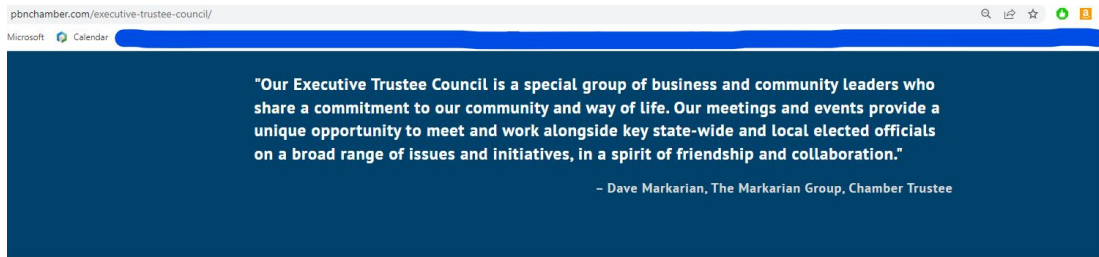 pbnchamber.com/executive-trustee-council/
Microsoft Calendar
"Our Executive Trustee Council is a special group of business and community leaders who
share a commitment to our community and way of life. Our meetings and events provide a
unique opportunity to meet and work alongside key state-wide and local elected officials
on a broad range of issues and initiatives, in a spirit of friendship and collaboration."
– Dave Markarian, The Markarian Group, Chamber Trustee